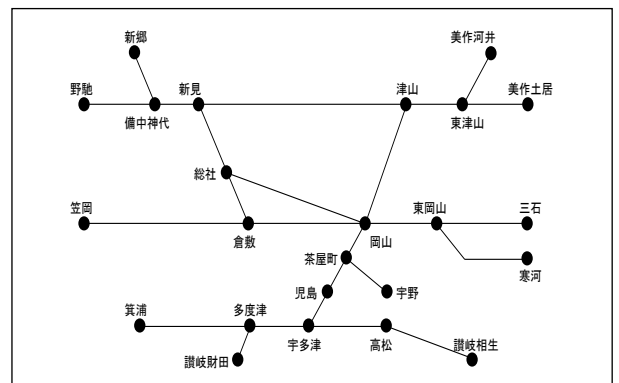 新郷
美作河井
野馳
新見
津山
美作土居
備中神代
東津山
総社
笠岡
東岡山
三石
倉敷
岡山
茶屋町
寒河
児島
宇野
箕浦
多度津
宇多津
高松
讃岐相生
讃岐財田